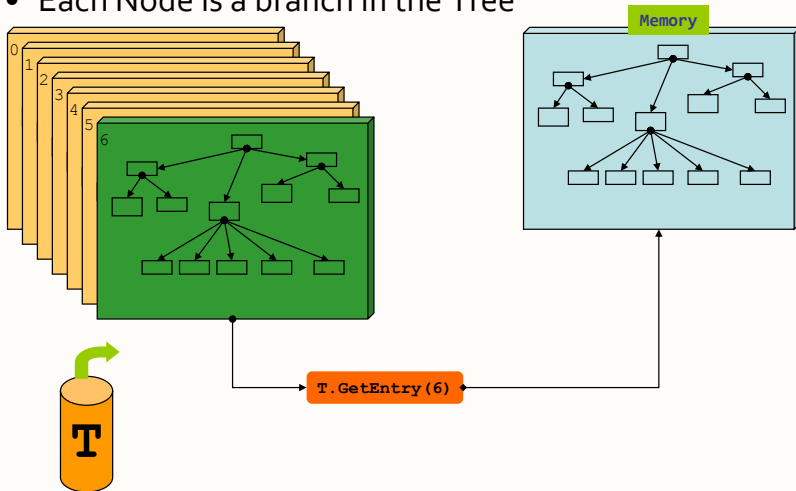 • Each Node is a branch in the Tree
Memory
0
1
2
3
4
5
6
T.GetEntry(6)
T